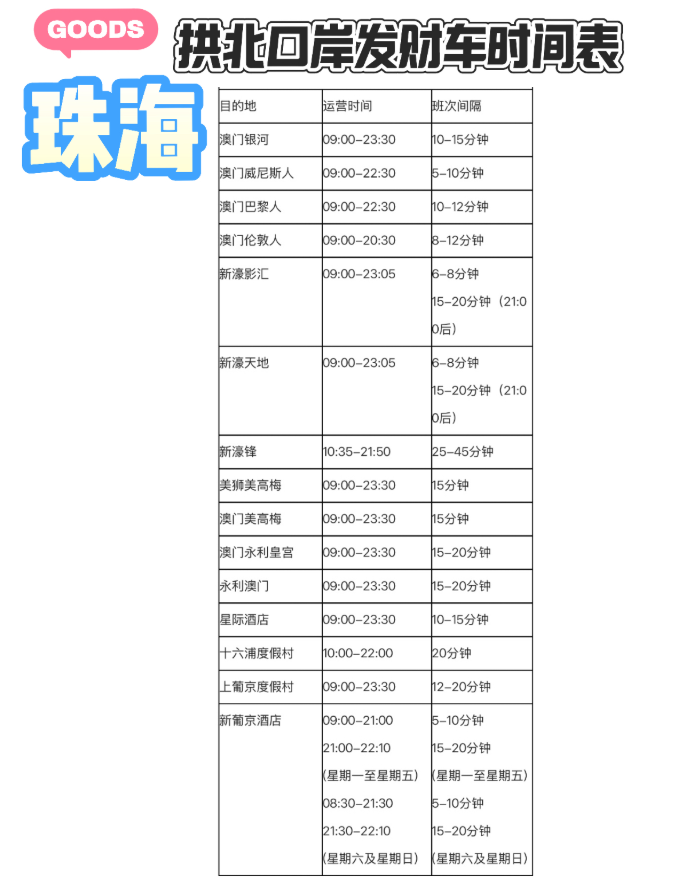 GOODS
拱北口岸发财车时间表
珠海
目的地 运营时间 班次间隔
澳门银河 09:00-23:30 10-15分钟
澳门威尼斯人 09:00-22:30 5-10分钟
澳门巴黎人 09:00-22:30 10-12分钟
澳门伦敦人 09:00-20:30 8-12分钟
新濠影汇 09:00-23:05 6-8分钟
15-20分钟（21:0
0后）
新濠天地 09:00-23:05 6-8分钟
15-20分钟（21:0
0后）
新濠锋 10:35-21:50 25-45分钟
美狮美高梅 09:00-23:30 15分钟
澳门美高梅 09:00-23:30 15分钟
澳门永利皇宫 09:00-23:30 15-20分钟
永利澳门 09:00-23:30 15-20分钟
星际酒店 09:00-23:30 10-15分钟
十六浦度假村 10:00-22:00 20分钟
上葡京度假村 09:00-23:30 12-20分钟
新葡京酒店 09:00-21:00 5-10分钟
21:00-22:10 15-20分钟
(星期一至星期五) (星期一至星期五)
08:30-21:30 5-10分钟
21:30-22:10 15-20分钟
(星期六及星期日) (星期六及星期日)